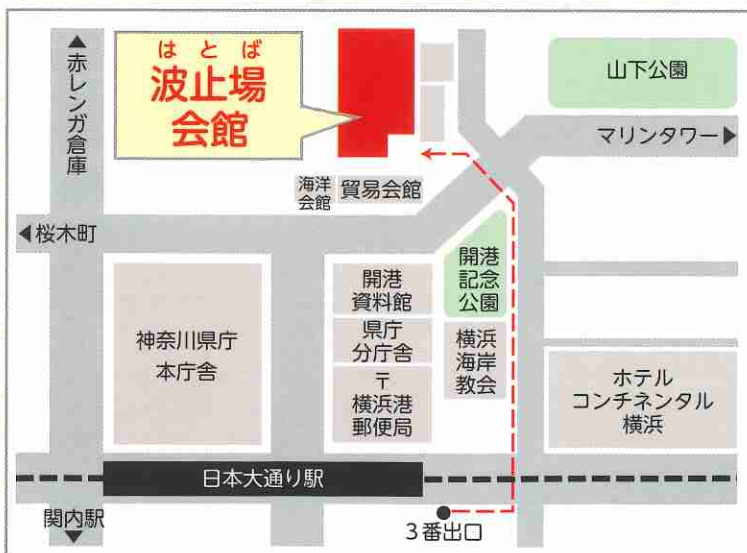 ▲
赤レンガ倉庫
はとば
波止場
会館
山下公園
マリンタワー▶
海洋
会館
貿易会館
◀桜木町
開港
記念
公園
開港
資料館
神奈川県庁
本庁舎
県庁
分庁舎
横浜
海岸
教会
〒
横浜港
郵便局
ホテル
コンチネンタル
横浜
日本大通り駅
関内駅
▼
3番出口